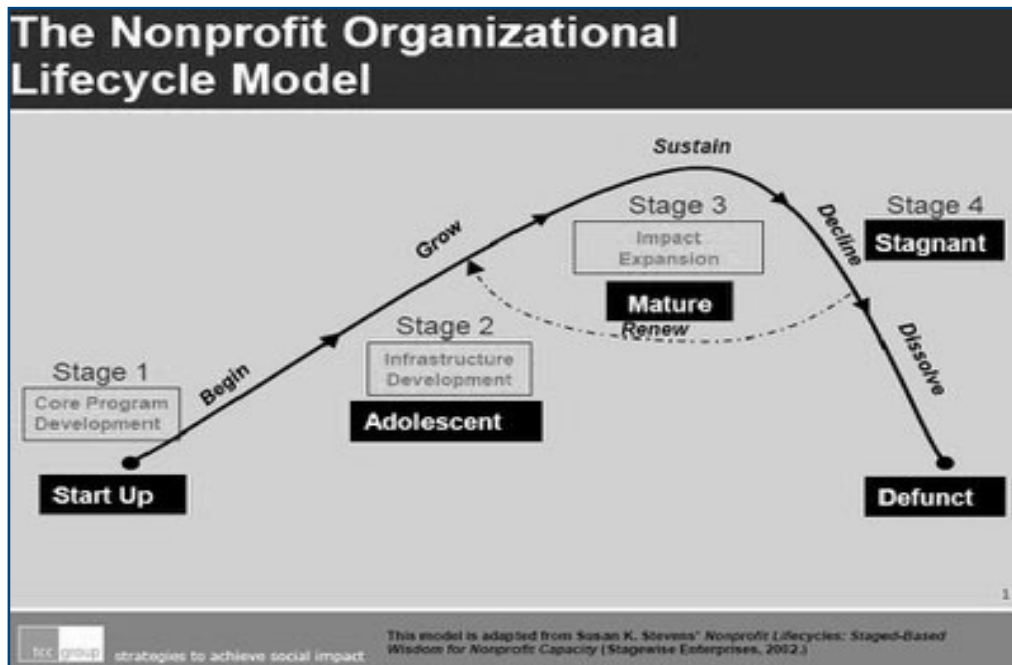 The Nonprofit Organizational
Lifecycle Model
Sustain
Stage 3
Impact
Expansion
Mature
Renew
Decline
Stage 4
Stagnant
Grow
Stage 2
Infrastructure
Development
Adolescent
Dissolve
Stage 1
Core Program
Development
Begin
Start Up
Defunct
1
tcc group strategies to achieve social impact
This model is adapted from Susan K. Stevens' Nonprofit Lifecycles: Staged-Based
Wisdom for Nonprofit Capacity (Stagewise Enterprises, 2002.)